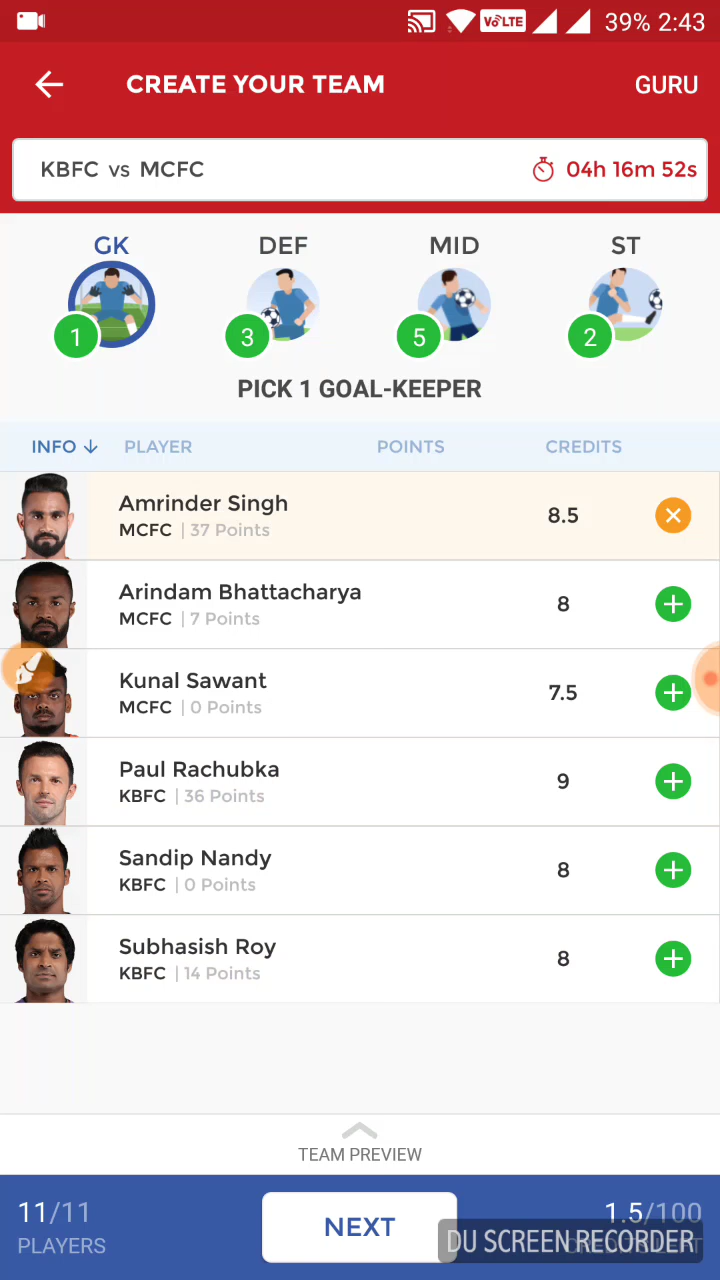 VoLTE 39% 2:43
CREATE YOUR TEAM GURU
KBFC vs MCFC 04h 16m 52s
GK DEF MID ST
1 3 5 2
PICK 1 GOAL-KEEPER
INFO PLAYER POINTS CREDITS
Amrinder Singh 8.5
MCFC | 37 Points
Arindam Bhattacharya 8
MCFC | 7 Points
Kunal Sawant 7.5
MCFC | 0 Points
Paul Rachubka 9
KBFC | 36 Points
Sandip Nandy 8
KBFC | 0 Points
Subhasish Roy 8
KBFC | 14 Points
TEAM PREVIEW
11/11 NEXT 1.5/100
PLAYERS
DU SCREEN RECORDER